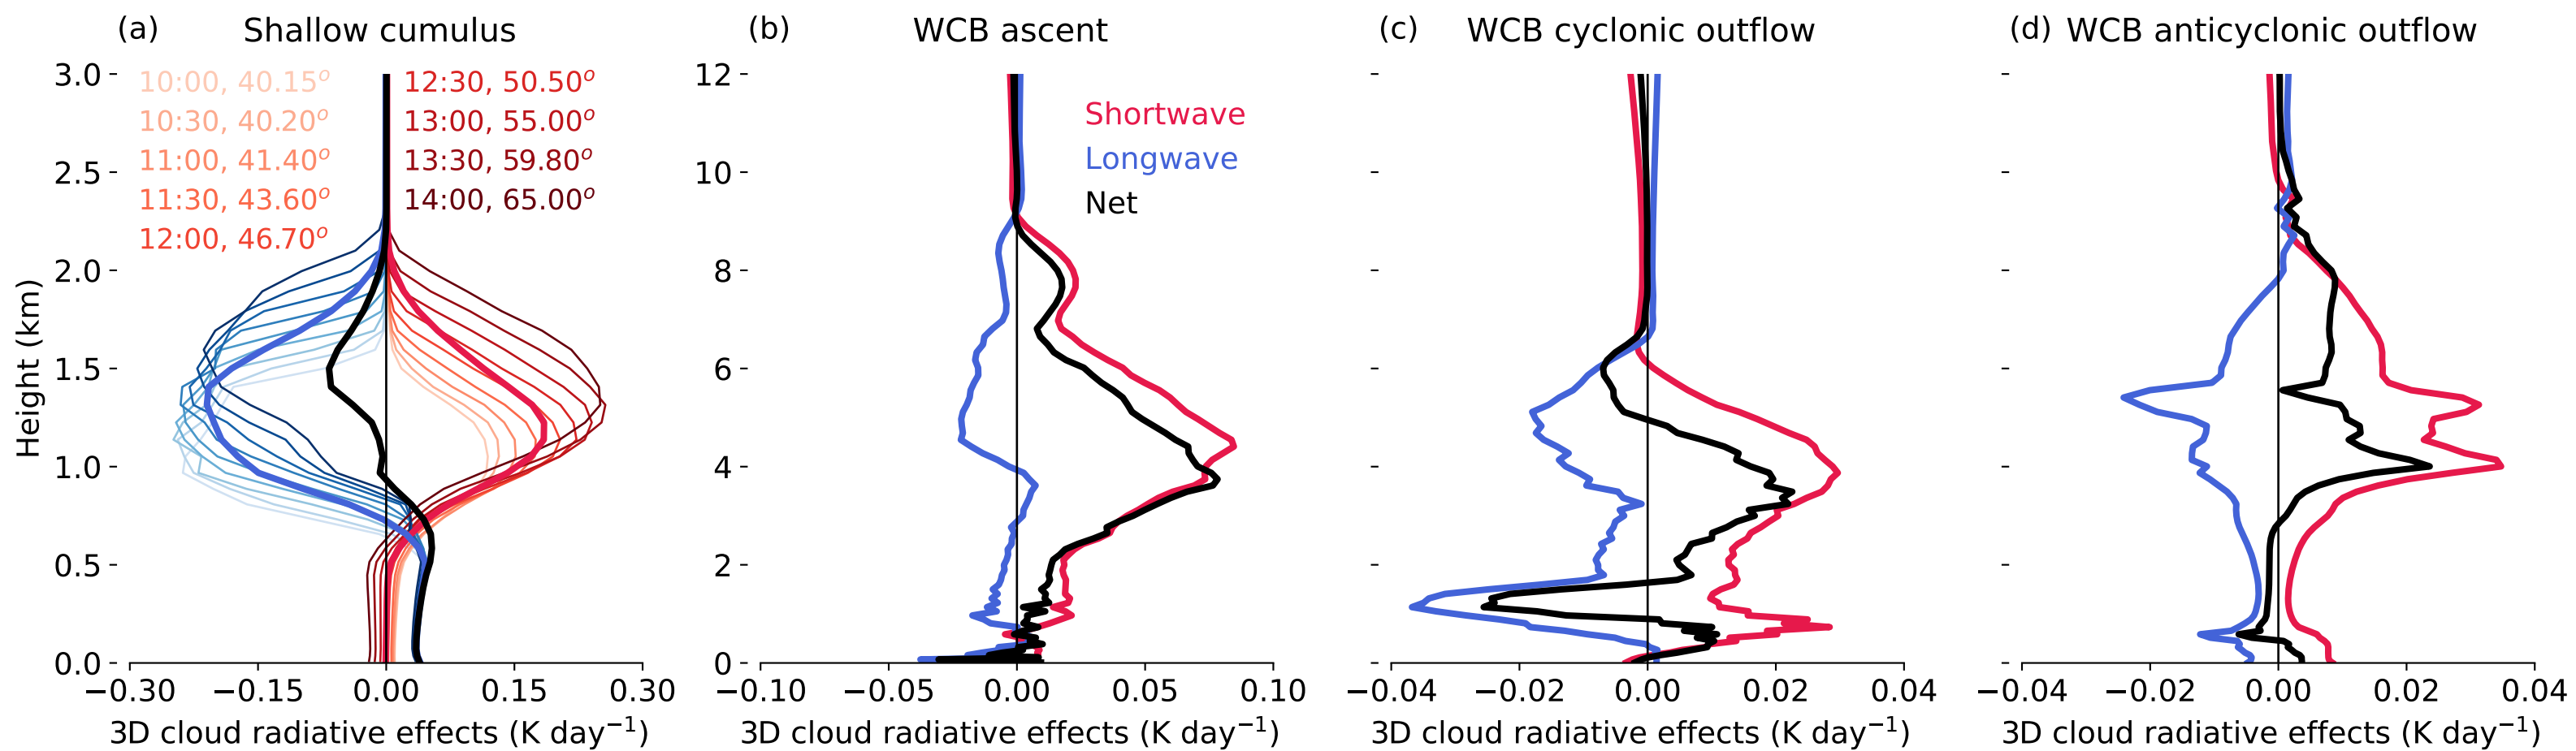 (a) Shallow cumulus
(b) WCB ascent
(c) WCB cyclonic outflow
(d) WCB anticyclonic outflow
10:00, 40.15°
10:30, 40.20°
11:00, 41.40°
11:30, 43.60°
12:00, 46.70°
12:30, 50.50°
13:00, 55.00°
13:30, 59.80°
14:00, 65.00°
Shortwave
Longwave
Net
Height (km)
3.0
2.5
2.0
1.5
1.0
0.5
0.0
12
10
8
6
4
2
0
−0.30 −0.15 0.00 0.15 0.30
−0.10 −0.05 0.00 0.05 0.10
−0.04 −0.02 0.00 0.02 0.04
−0.04 −0.02 0.00 0.02 0.04
3D cloud radiative effects (K day⁻¹)
3D cloud radiative effects (K day⁻¹)
3D cloud radiative effects (K day⁻¹)
3D cloud radiative effects (K day⁻¹)